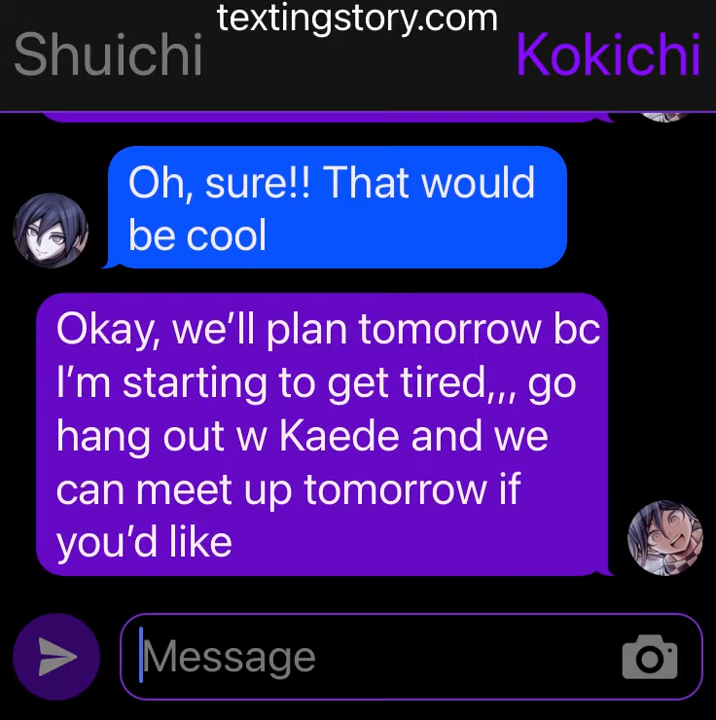 textingstory.com
Shuichi
Kokichi
Oh, sure!! That would
be cool
Okay, we’ll plan tomorrow bc
I’m starting to get tired,,, go
hang out w Kaede and we
can meet up tomorrow if
you’d like
Message